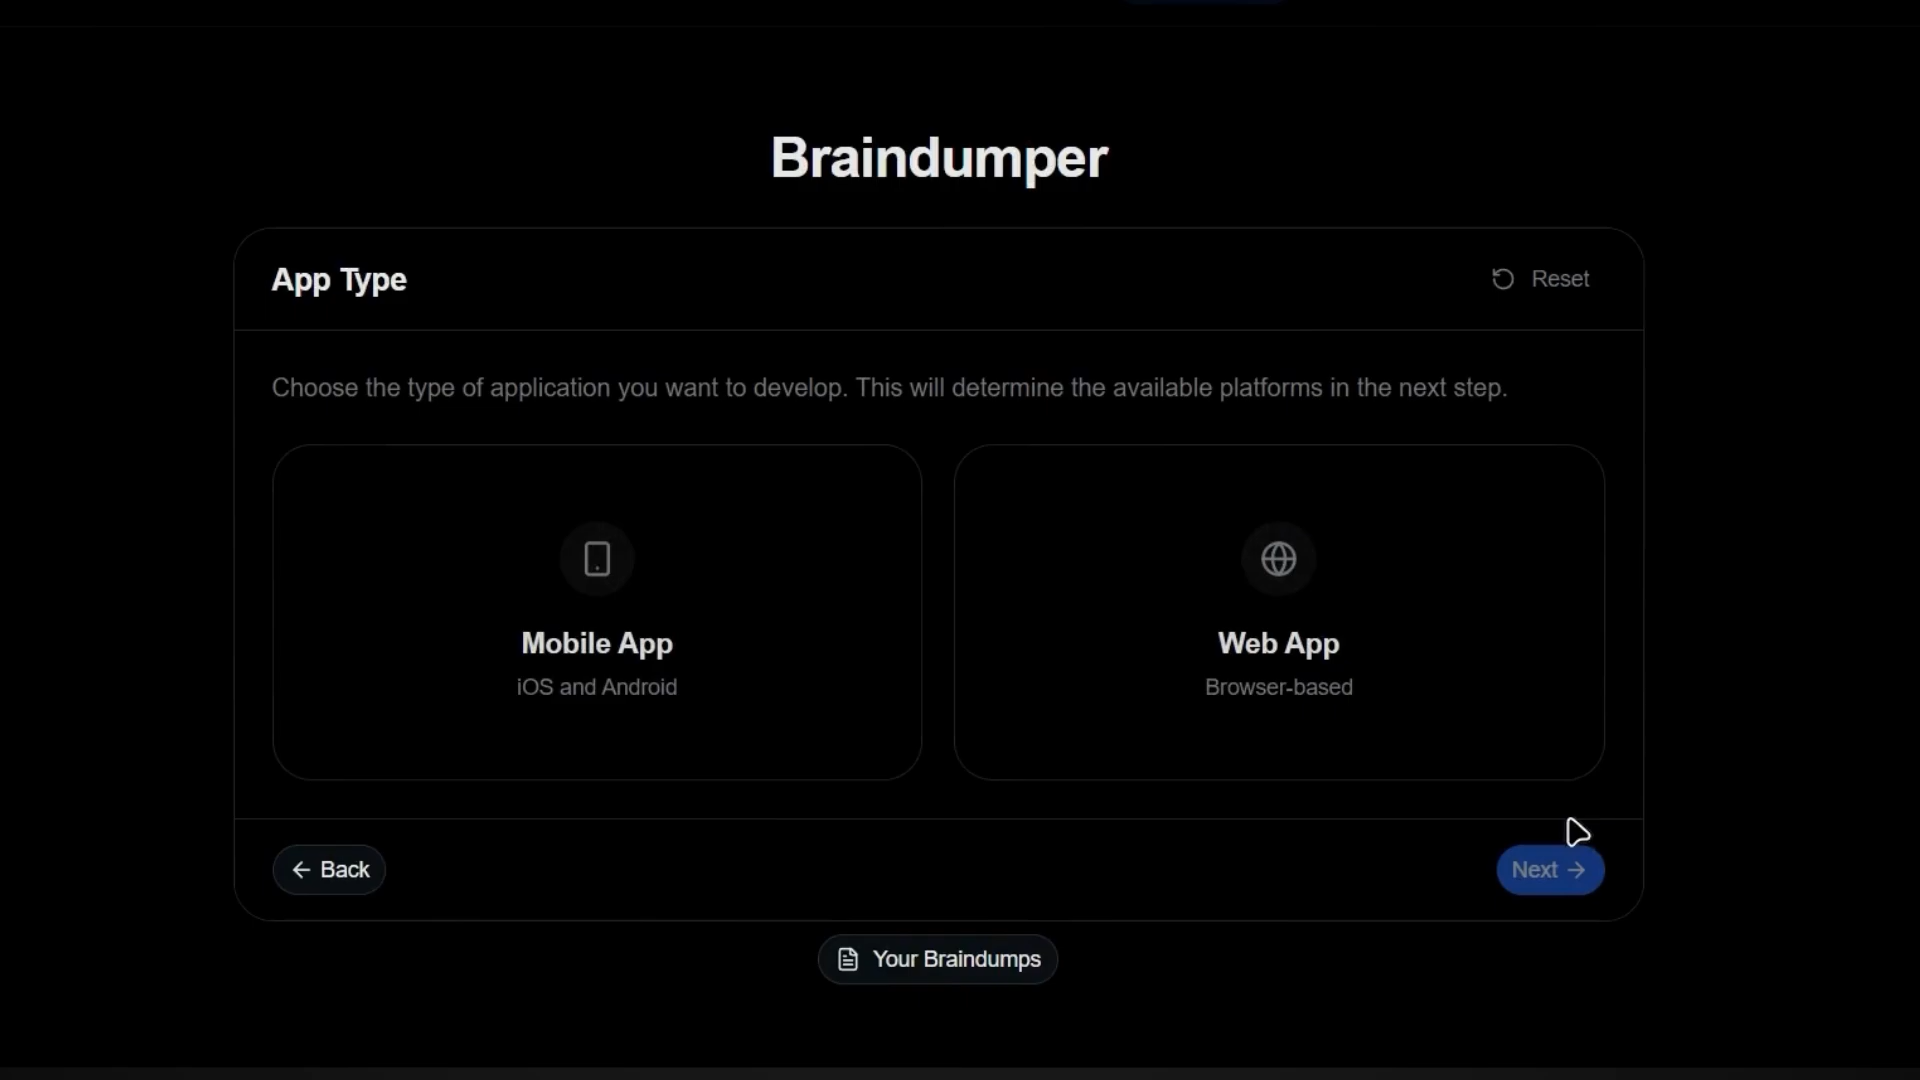 Braindumper
App Type
Reset
Choose the type of application you want to develop. This will determine the available platforms in the next step.
Mobile App
iOS and Android
Web App
Browser-based
Back
Next
Your Braindumps